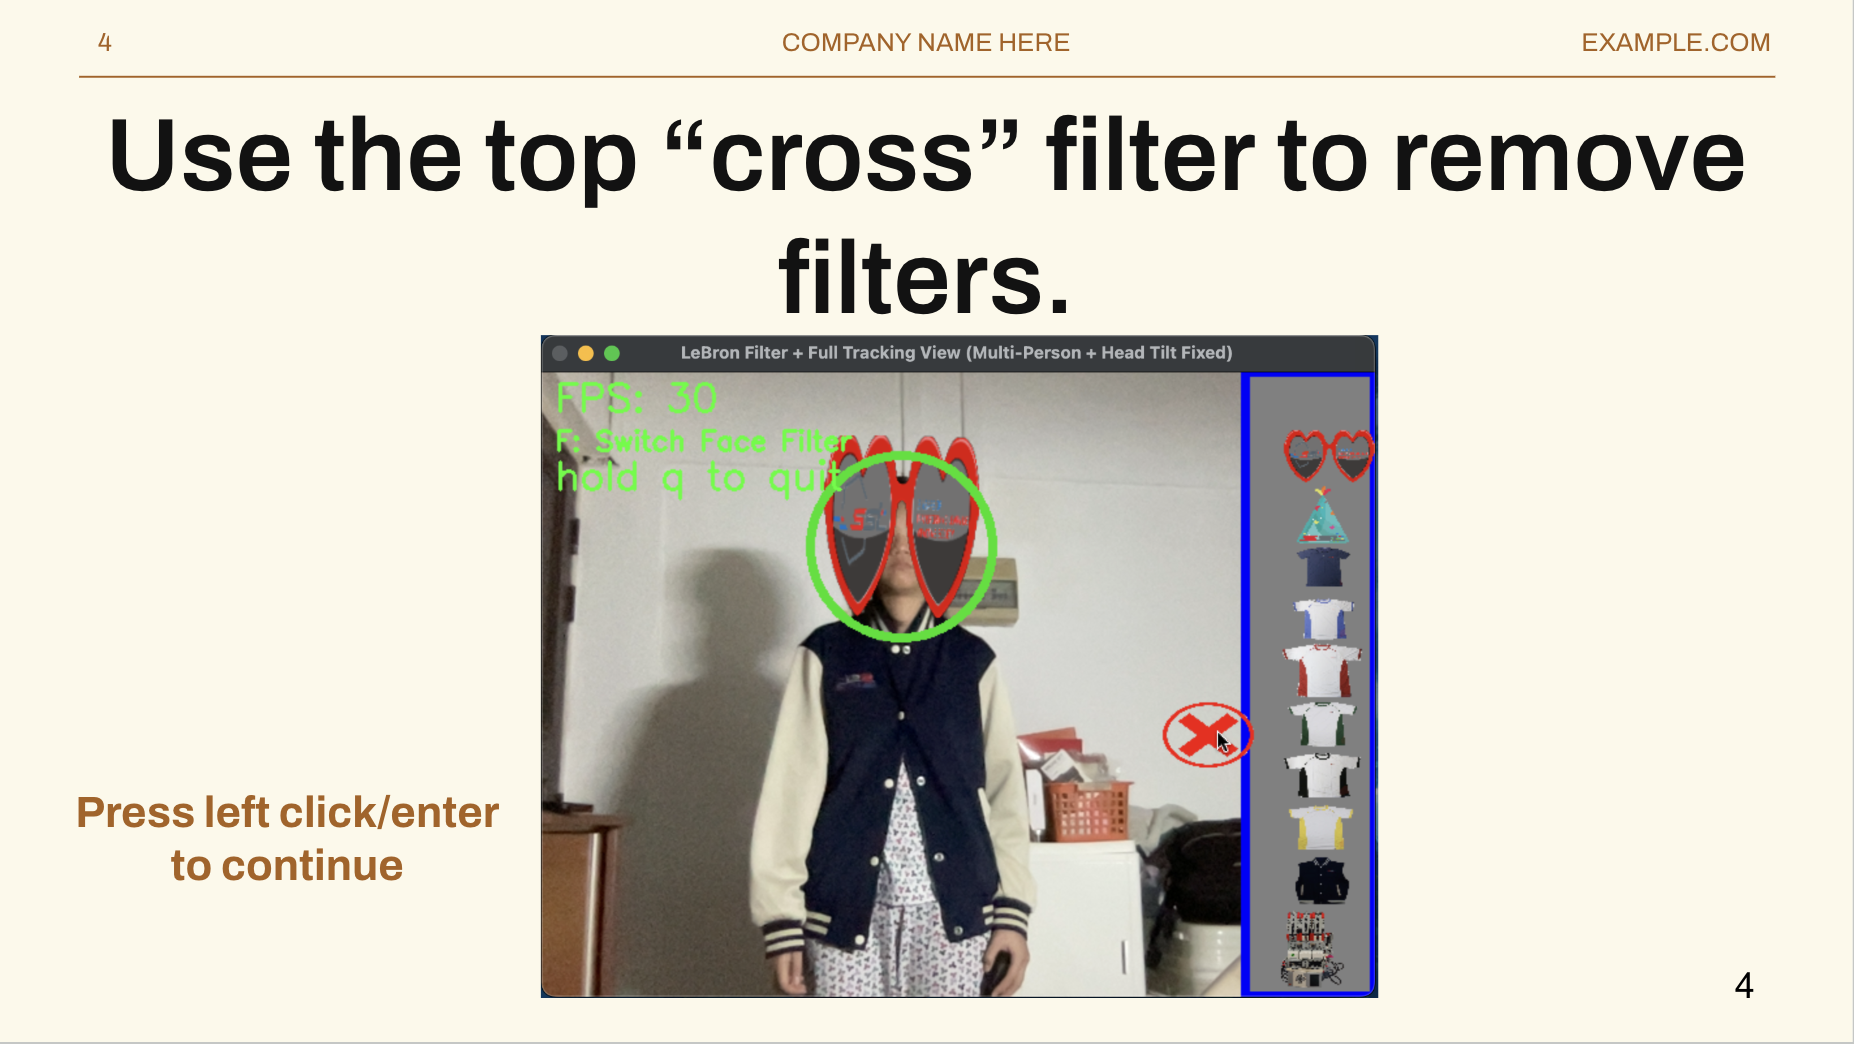 4
COMPANY NAME HERE
EXAMPLE.COM
Use the top “cross” filter to remove
filters.
LeBron Filter + Full Tracking View (Multi-Person + Head Tilt Fixed)
FPS: 30
F: Switch Face Filter
hold q to quit
Press left click/enter
to continue
4